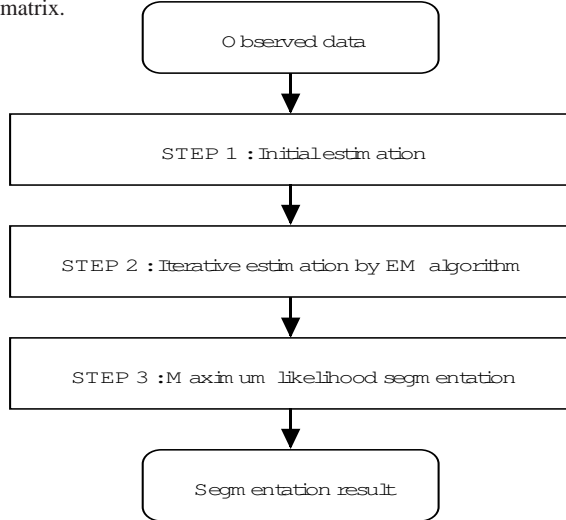 matrix.
Observed data
STEP 1 : Initial estimation
STEP 2 : Iterative estimation by EM algorithm
STEP 3 : Maximum likelihood segmentation
Segmentation result